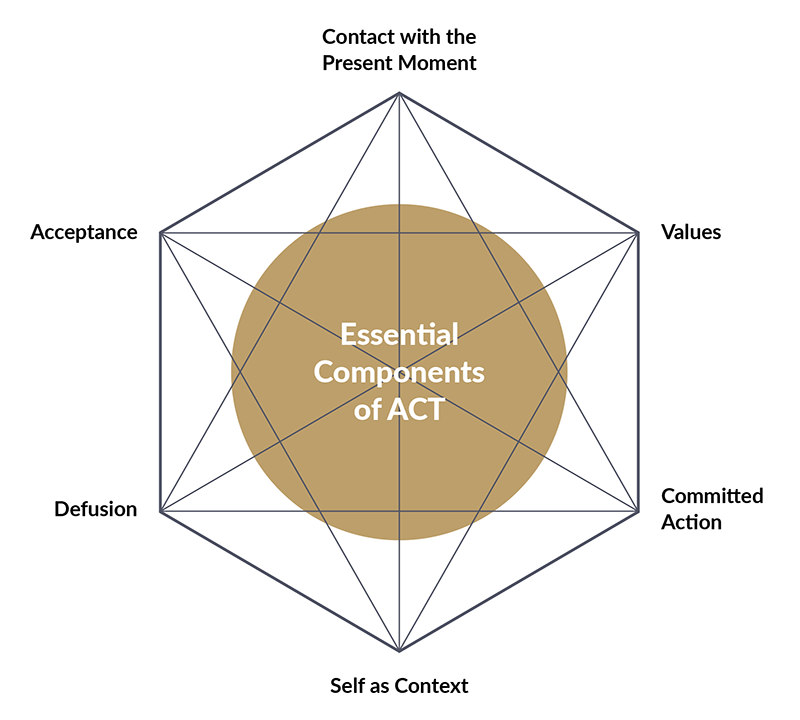 Contact with the
Present Moment
Acceptance
Values
Essential
Components
of ACT
Defusion
Committed
Action
Self as Context